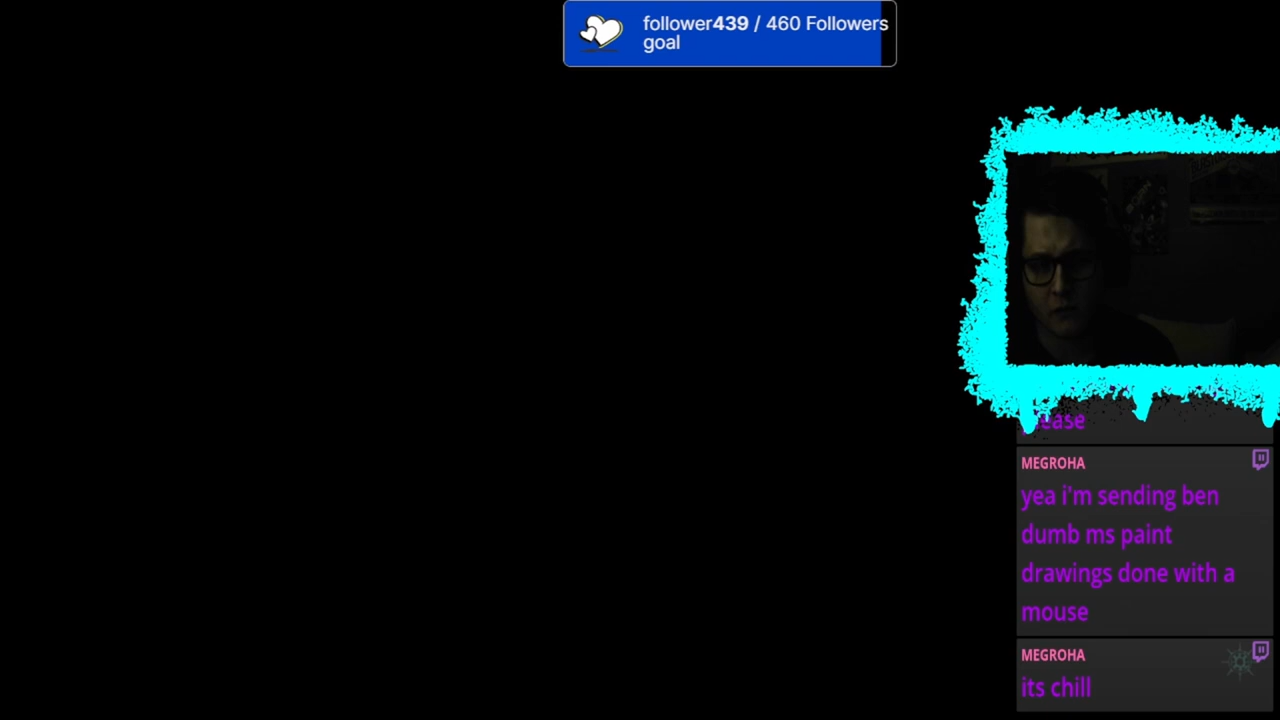 follower439 / 460 Followers
goal
MEGROHA
yea i'm sending ben
dumb ms paint
drawings done with a
mouse
MEGROHA
its chill